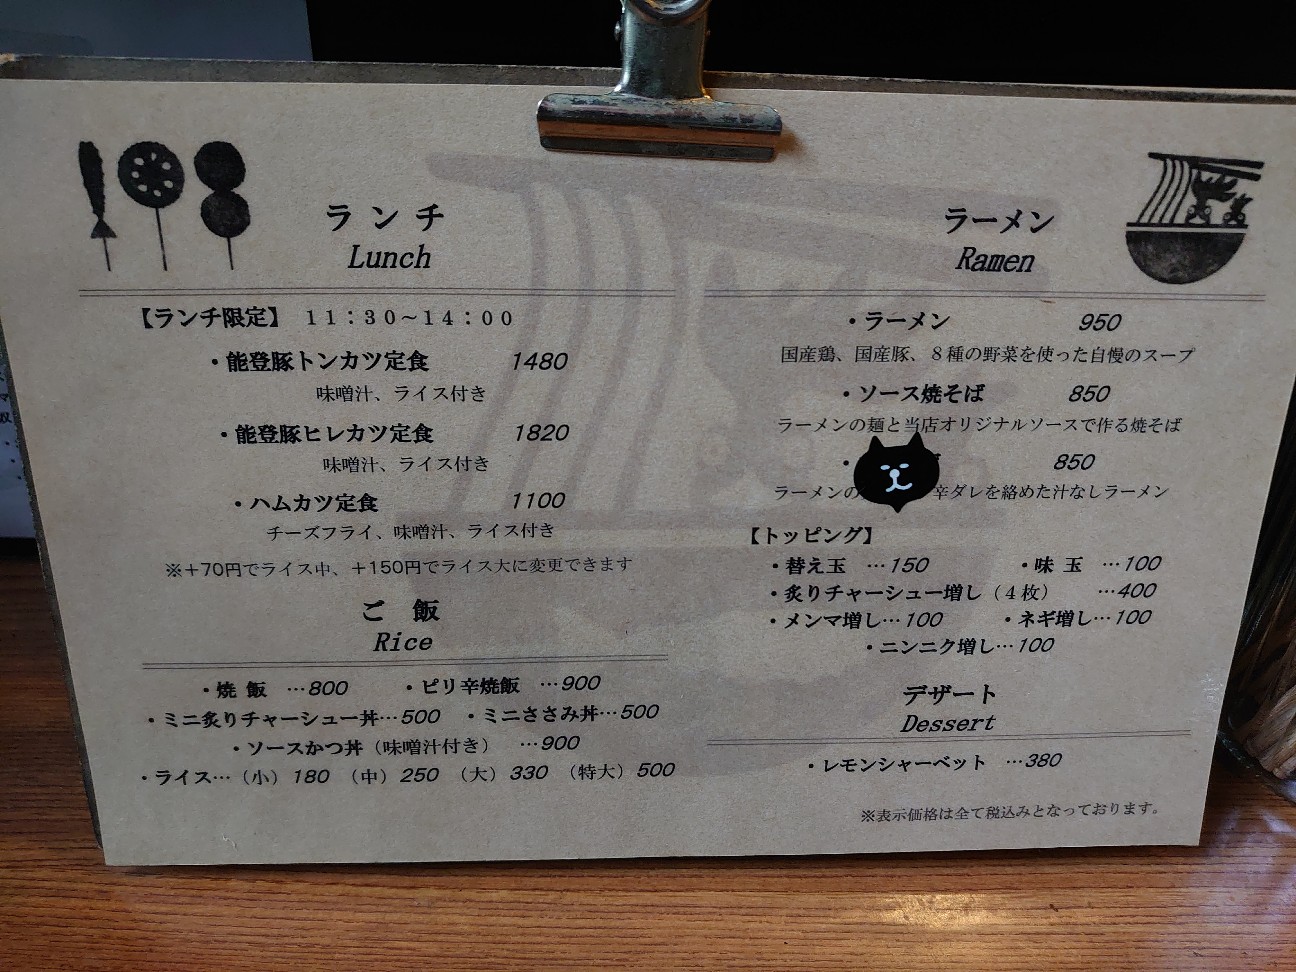 198
ランチ
Lunch
【ランチ限定】 11:30~14:00
・能登豚トンカツ定食 1480
味噌汁、ライス付き
・能登豚ヒレカツ定食 1820
味噌汁、ライス付き
・ハムカツ定食 1100
チーズフライ、味噌汁、ライス付き
※+70円でライス中、+150円でライス大に変更できます
ご 飯
Rice
・焼 飯 …800 ・ピリ辛焼飯 …900
・ミニ炙りチャーシュー丼…500 ・ミニささみ丼…500
・ソースかつ丼（味噌汁付き） …900
・ライス…（小）180 （中）250 （大）330 （特大）500
ラーメン
Ramen
・ラーメン 950
国産鶏、国産豚、8種の野菜を使った自慢のスープ
・ソース焼そば 850
ラーメンの麺と当店オリジナルソースで作る焼そば
・ 850
ラーメンの 辛ダレを絡めた汁なしラーメン
【トッピング】
・替え玉 …150 ・味 玉 …100
・炙りチャーシュー増し（4枚） …400
・メンマ増し…100 ・ネギ増し…100
・ニンニク増し…100
デザート
Dessert
・レモンシャーベット …380
※表示価格は全て税込みとなっております。